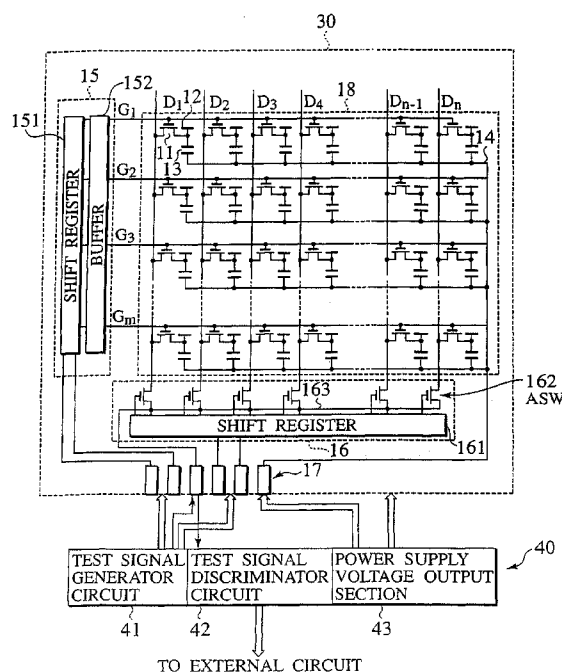 30
15
152
151
G1
D1
12
D2
D3
D4
18
Dn-1
Dn
14
11
13
G2
G3
Gm
SHIFT REGISTER
BUFFER
163
162
ASW
SHIFT REGISTER
161
16
17
TEST SIGNAL
GENERATOR
CIRCUIT
TEST SIGNAL
DISCRIMINATOR
CIRCUIT
POWER SUPPLY
VOLTAGE OUTPUT
SECTION
40
41
42
43
TO EXTERNAL CIRCUIT